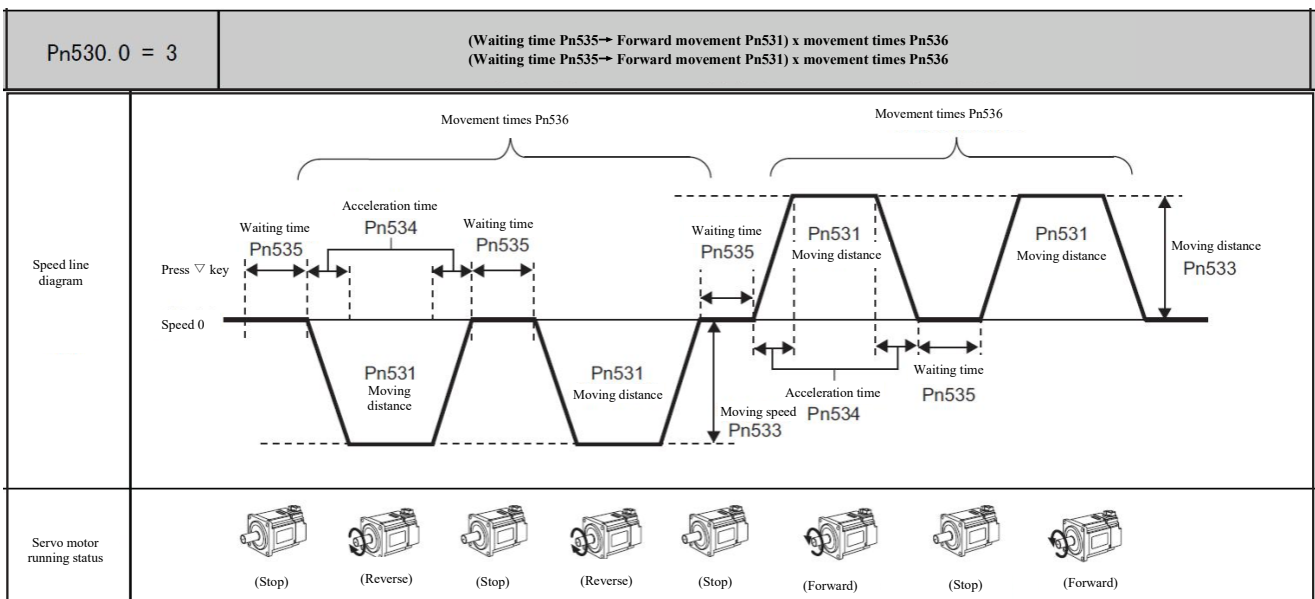 Pn530.0 = 3
(Waiting time Pn535→ Forward movement Pn531) x movement times Pn536
(Waiting time Pn535→ Forward movement Pn531) x movement times Pn536
Speed line
diagram
Movement times Pn536
Movement times Pn536
Waiting time
Pn535
Acceleration time
Pn534
Waiting time
Pn535
Waiting time
Pn535
Pn531
Moving distance
Pn531
Moving distance
Moving distance
Pn533
Press ▽ key
Speed 0
Pn531
Moving
distance
Pn531
Moving distance
Moving speed
Pn533
Acceleration time
Pn534
Waiting time
Pn535
Servo motor
running status
(Stop)
(Reverse)
(Stop)
(Reverse)
(Stop)
(Forward)
(Stop)
(Forward)